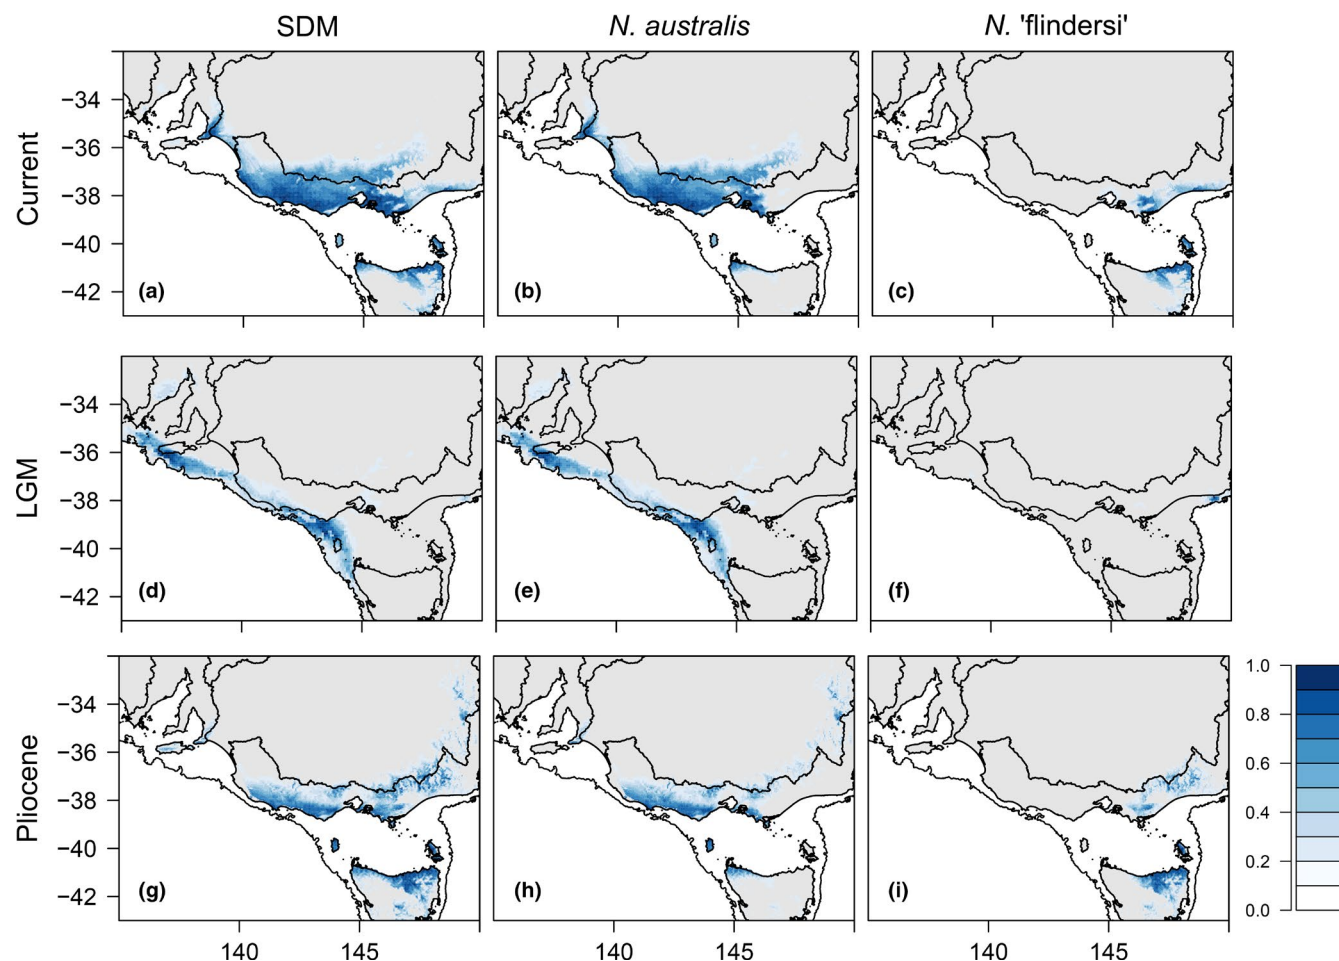 SDM N. australis N. 'flindersi'
Current
−34
−36
−38
−40
−42
(a) (b) (c)
LGM
−34
−36
−38
−40
−42
(d) (e) (f)
Pliocene
−34
−36
−38
−40
−42
(g) (h) (i)
1.0
0.8
0.6
0.4
0.2
0.0
140 145 140 145 140 145